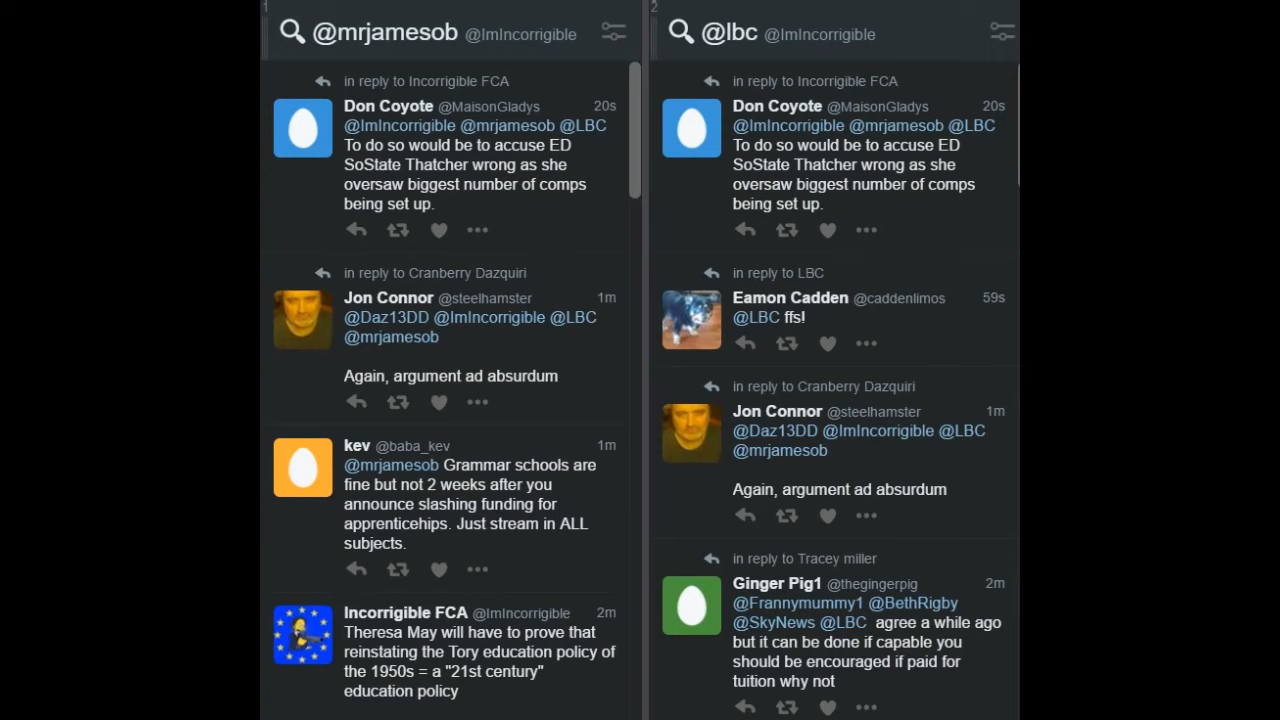 1
@mrjamesob @ImIncorrigible
in reply to Incorrigible FCA
Don Coyote @MaisonGladys 20s
@ImIncorrigible @mrjamesob @LBC
To do so would be to accuse ED
SoState Thatcher wrong as she
oversaw biggest number of comps
being set up.
in reply to Cranberry Dazquiri
Jon Connor @steelhamster 1m
@Daz13DD @ImIncorrigible @LBC
@mrjamesob
Again, argument ad absurdum
kev @baba_kev 1m
@mrjamesob Grammar schools are
fine but not 2 weeks after you
announce slashing funding for
apprenticehips. Just stream in ALL
subjects.
Incorrigible FCA @ImIncorrigible 2m
Theresa May will have to prove that
reinstating the Tory education policy of
the 1950s = a "21st century"
education policy
2
@lbc @ImIncorrigible
in reply to Incorrigible FCA
Don Coyote @MaisonGladys 20s
@ImIncorrigible @mrjamesob @LBC
To do so would be to accuse ED
SoState Thatcher wrong as she
oversaw biggest number of comps
being set up.
in reply to LBC
Eamon Cadden @caddenlimos 59s
@LBC ffs!
in reply to Cranberry Dazquiri
Jon Connor @steelhamster 1m
@Daz13DD @ImIncorrigible @LBC
@mrjamesob
Again, argument ad absurdum
in reply to Tracey miller
Ginger Pig1 @thegingerpig 2m
@Frannymummy1 @BethRigby
@SkyNews @LBC agree a while ago
but it can be done if capable you
should be encouraged if paid for
tuition why not